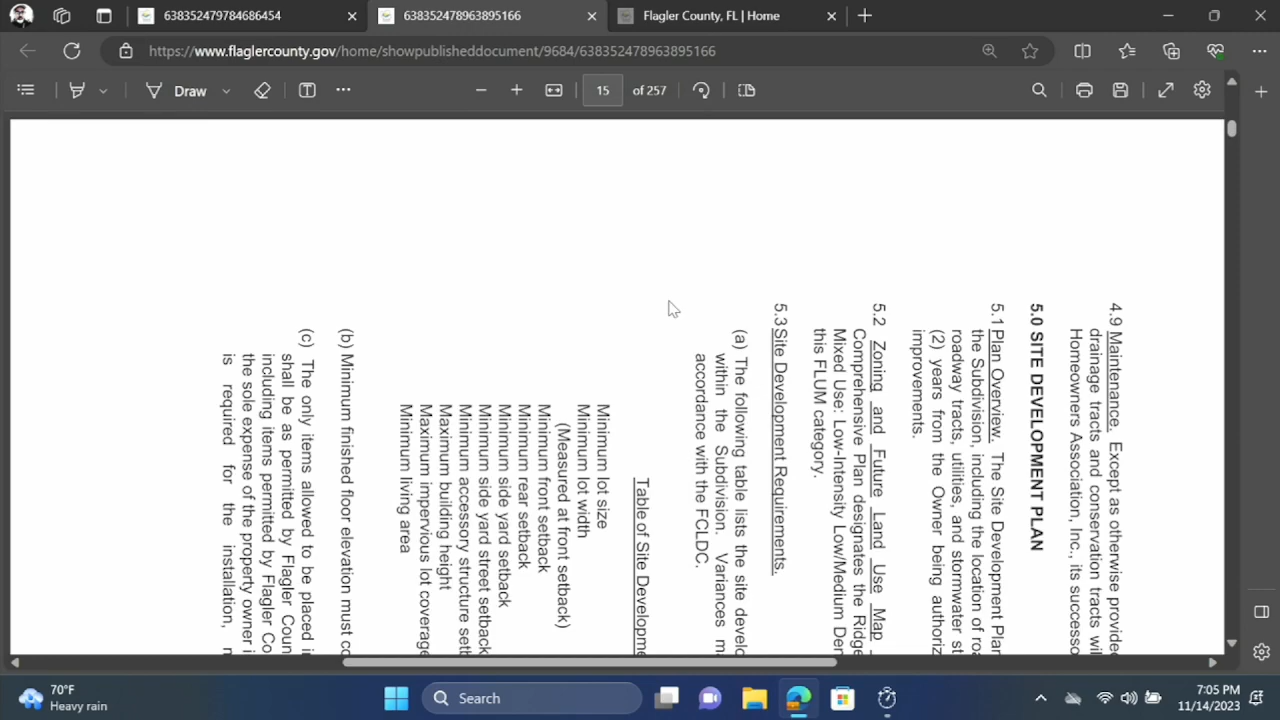 638352479784686454
638352478963895166
Flagler County, FL | Home
https://www.flaglercounty.gov/home/showpublisheddocument/9684/638352478963895166
Draw
15
of 257
4.9 Maintenance. Except as otherwise provided
drainage tracts and conservation tracts wil
Homeowners Association, Inc., its successo
5.0 SITE DEVELOPMENT PLAN
5.1 Plan Overview. The Site Development Plan
the Subdivision, including the location of roa
roadway tracts, utilities, and stormwater st
(2) years from the Owner being authoriz
improvements.
5.2 Zoning and Future Land Use Map
Comprehensive Plan designates the Ridge
Mixed Use: Low-Intensity Low/Medium Den
this FLUM category.
5.3 Site Development Requirements.
(a) The following table lists the site develo
within the Subdivision. Variances ma
accordance with the FCLDC.
Table of Site Developme
Minimum lot size
Minimum lot width
(Measured at front setback)
Minimum front setback
Minimum rear setback
Minimum side yard setback
Minimum side yard street setback
Minimum accessory structure setb
Maximum building height
Maximum impervious lot coverage
Minimum living area
(b) Minimum finished floor elevation must co
(c) The only items allowed to be placed i
shall be as permitted by Flagler Coun
including items permitted by Flagler Co
the sole expense of the property owner i
is required for the installation,
70°F
Heavy rain
Search
7:05 PM
11/14/2023